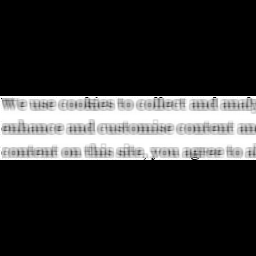 We use cookies to collect and analy
enhance and customise content an
content on this site, you agree to al